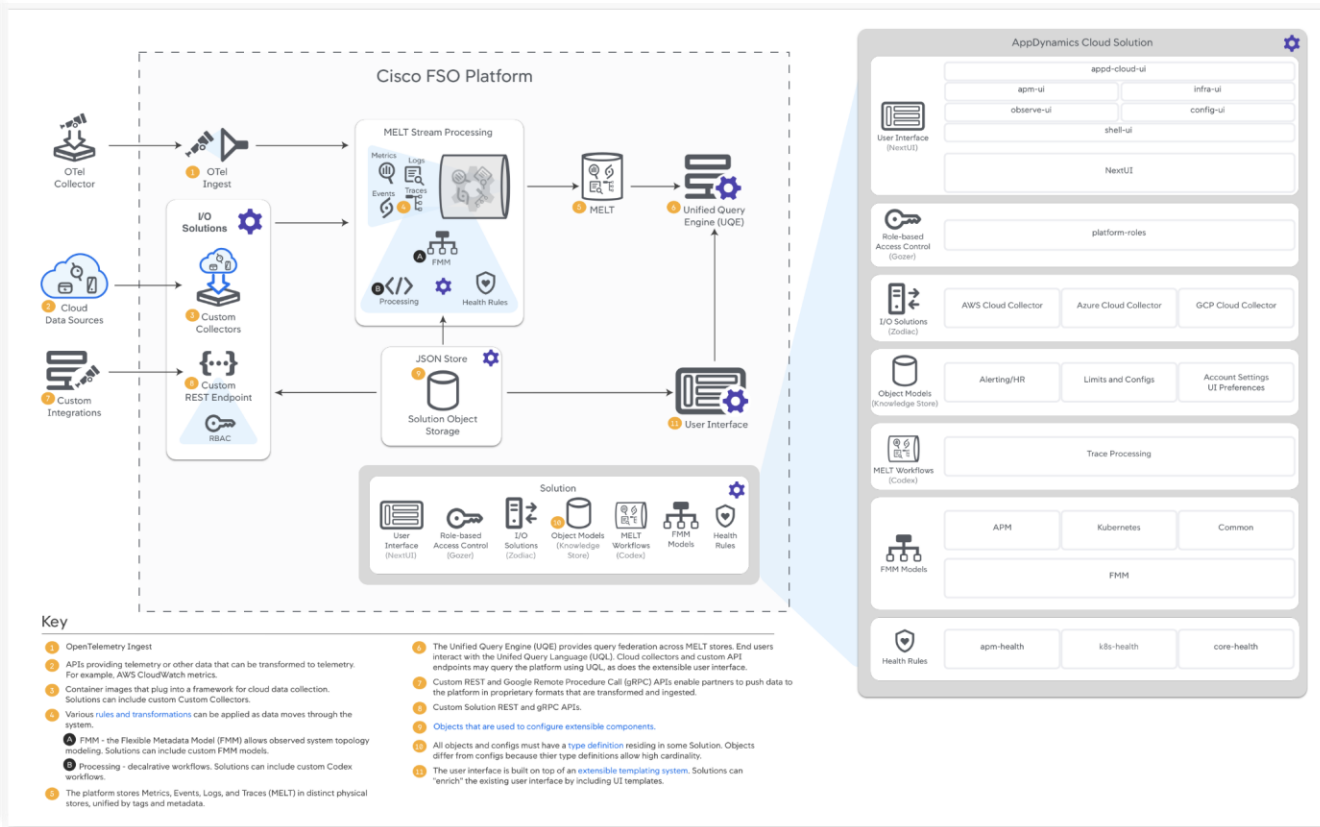 Cisco FSO Platform
OTel
Collector
1 OTel
Ingest
MELT Stream Processing
Metrics
Logs
Events
Traces
4
A FMM
B Processing
Health Rules
5 MELT
6 Unified Query
Engine (UQE)
I/O
Solutions
2 Cloud
Data Sources
3 Custom
Collectors
7 Custom
Integrations
8 Custom
REST Endpoint
RBAC
JSON Store
9
Solution Object
Storage
11 User Interface
Solution
User
Interface
(NextUI)
Role-based
Access Control
(Gozer)
I/O
Solutions
(Zodiac)
10
Object Models
(Knowledge
Store)
MELT
Workflows
(Codex)
FMM
Models
Health
Rules
AppDynamics Cloud Solution
User Interface
(NextUI)
appd-cloud-ui
apm-ui
infra-ui
observe-ui
config-ui
shell-ui
NextUI
Role-based
Access Control
(Gozer)
platform-roles
I/O Solutions
(Zodiac)
AWS Cloud Collector
Azure Cloud Collector
GCP Cloud Collector
Object Models
(Knowledge Store)
Alerting/HR
Limits and Configs
Account Settings
UI Preferences
MELT Workflows
(Codex)
Trace Processing
FMM Models
APM
Kubernetes
Common
FMM
Health Rules
apm-health
k8s-health
core-health
Key
1 OpenTelemetry Ingest
2 APIs providing telemetry or other data that can be transformed to telemetry.
For example, AWS CloudWatch metrics.
3 Container images that plug into a framework for cloud data collection.
Solutions can include custom Custom Collectors.
4 Various rules and transformations can be applied as data moves through the
system.
A FMM - the Flexible Metadata Model (FMM) allows observed system topology
modeling. Solutions can include custom FMM models.
B Processing - decalrative workflows. Solutions can include custom Codex
workflows.
5 The platform stores Metrics, Events, Logs, and Traces (MELT) in distinct physical
stores, unified by tags and metadata.
6 The Unified Query Engine (UQE) provides query federation across MELT stores. End users
interact with the Unifed Query Language (UQL). Cloud collectors and custom API
endpoints may query the platform using UQL, as does the extensible user interface.
7 Custom REST and Google Remote Procedure Call (gRPC) APIs enable partners to push data to
the platform in proprietary formats that are transformed and ingested.
8 Custom Solution REST and gRPC APIs.
9 Objects that are used to configure extensible components.
10 All objects and configs must have a type definition residing in some Solution. Objects
differ from configs because thier type definitions allow high cardinality.
11 The user interface is built on top of an extensible templating system. Solutions can
"enrich" the existing user interface by including UI templates.